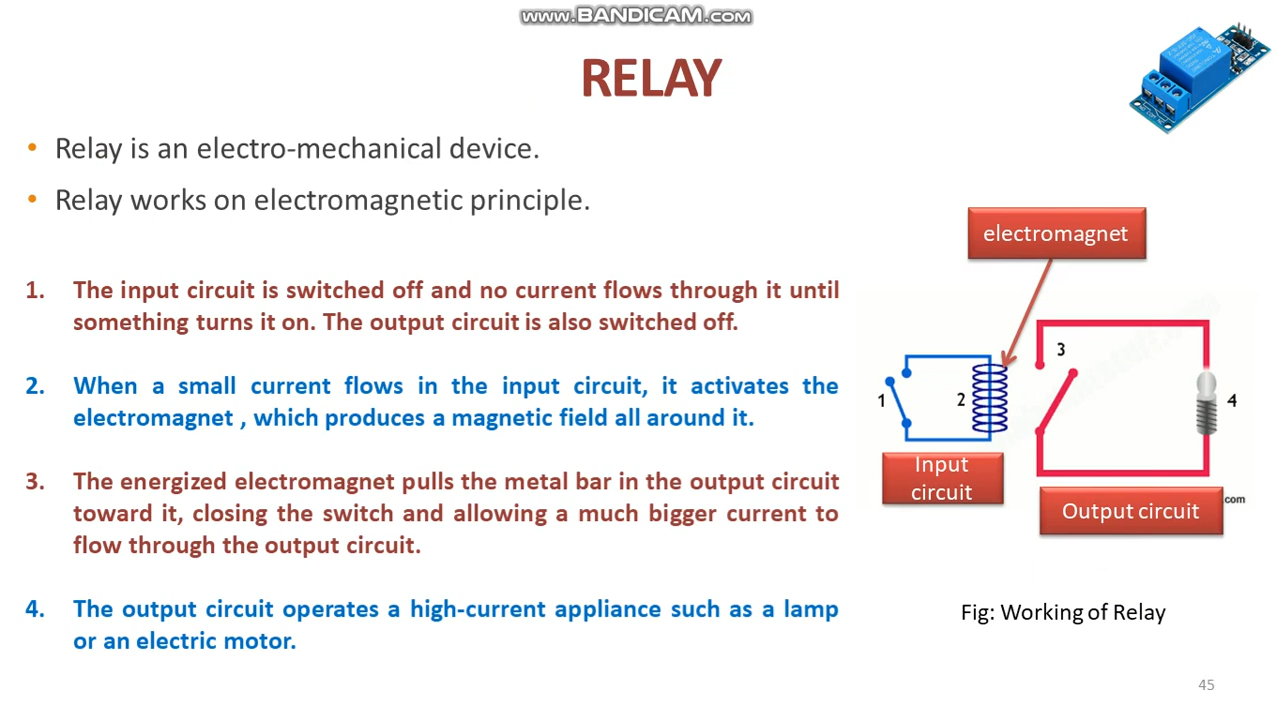 www.BANDICAM.com
RELAY
• Relay is an electro-mechanical device.
• Relay works on electromagnetic principle.
1. The input circuit is switched off and no current flows through it until
something turns it on. The output circuit is also switched off.
2. When a small current flows in the input circuit, it activates the
electromagnet , which produces a magnetic field all around it.
3. The energized electromagnet pulls the metal bar in the output circuit
toward it, closing the switch and allowing a much bigger current to
flow through the output circuit.
4. The output circuit operates a high-current appliance such as a lamp
or an electric motor.
electromagnet
3
1
2
4
Input
circuit
com
Output circuit
Fig: Working of Relay
45